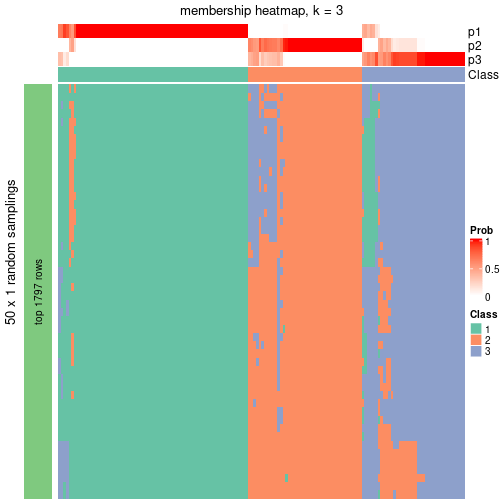 membership heatmap, k = 3
p1
p2
p3
Class
50 x 1 random samplings
top 1797 rows
Prob
1
0.5
0
Class
1
2
3